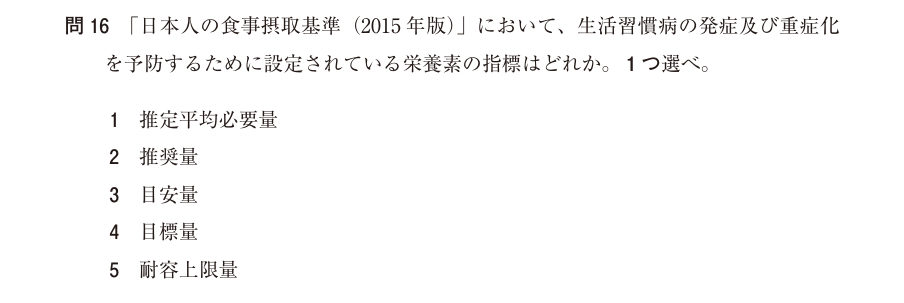 問16 「日本人の食事摂取基準（2015年版）」において、生活習慣病の発症及び重症化
を予防するために設定されている栄養素の指標はどれか。１つ選べ。
1 推定平均必要量
2 推奨量
3 目安量
4 目標量
5 耐容上限量